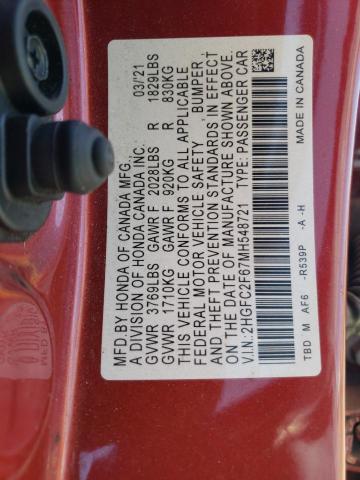 MFD.BY HONDA OF CANADA MFG., 03/'21
A DIVISION OF HONDA CANADA INC.
GVWR 3769LBS GAWR F 2028LBS R 1829LBS
GVWR 1710KG GAWR F 920KG R 830KG
THIS VEHICLE CONFORMS TO ALL APPLICABLE
FEDERAL MOTOR VEHICLE SAFETY, BUMPER
AND THEFT PREVENTION STANDARDS IN EFFECT
ON THE DATE OF MANUFACTURE SHOWN ABOVE.
V.I.N.:2HGFC2F67MH548721 TYPE: PASSENGER CAR
TBD M AF6 -R539P -A -H MADE IN CANADA